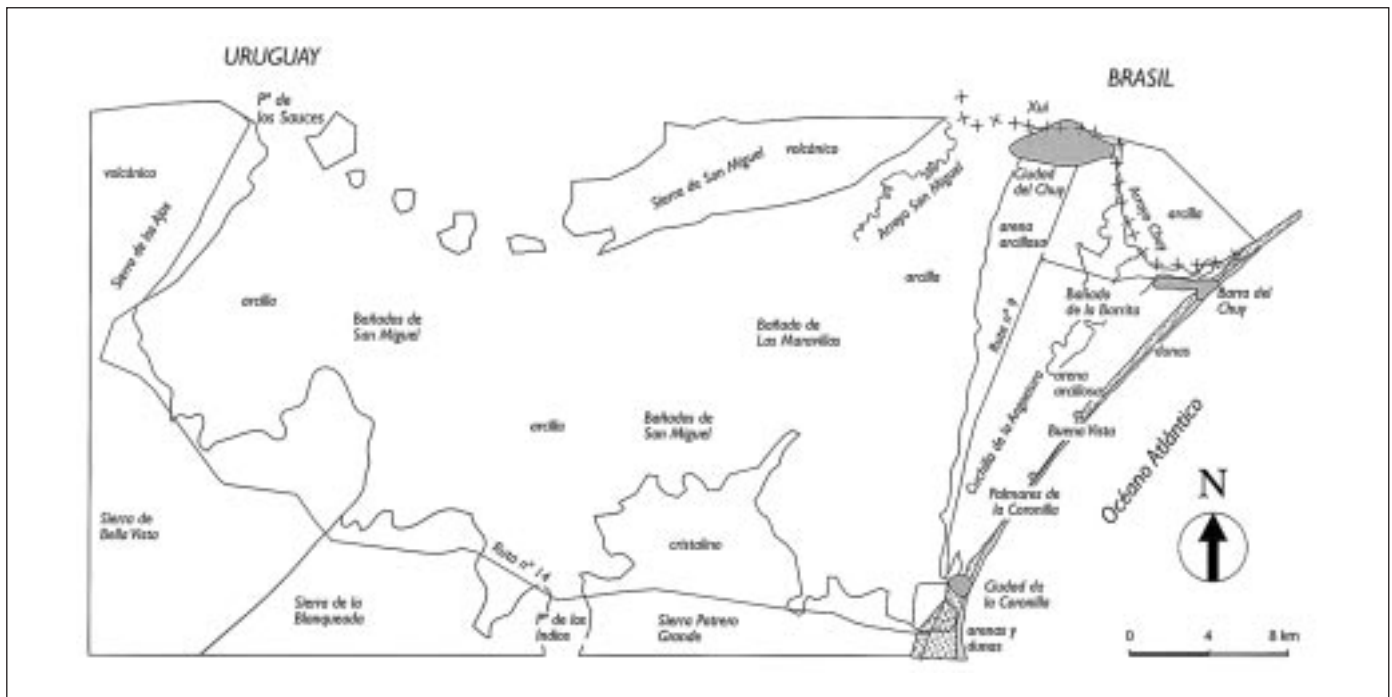 URUGUAY
BRASIL
Pº de
los Sauces
Xui
volcánico
Sierra de los Ajos
Sierra de San Miguel
volcánico
Arroyo San Miguel
Ciudad
del Chuy
arena
arcillosa
Arroyo Chuy
arcilla
arcilla
arcilla
Bañados de
San Miguel
Bañado de
Las Maravillas
Ruta nº 9
Bañado
de la Barrita
Barra del
Chuy
dunas
arena
arcillosa
Buena Vista
Cuchilla de la Angostura
Océano Atlántico
arcilla
Bañados de
San Miguel
Palmares de
la Coronilla
N
Sierra de
Bella Vista
cristalino
Ruta nº 14
Ciudad de
la Coronilla
Sierra de la
Blanqueada
Pº de los
Indios
Sierra Potrero
Grande
arenas y
dunas
0 4 8 km